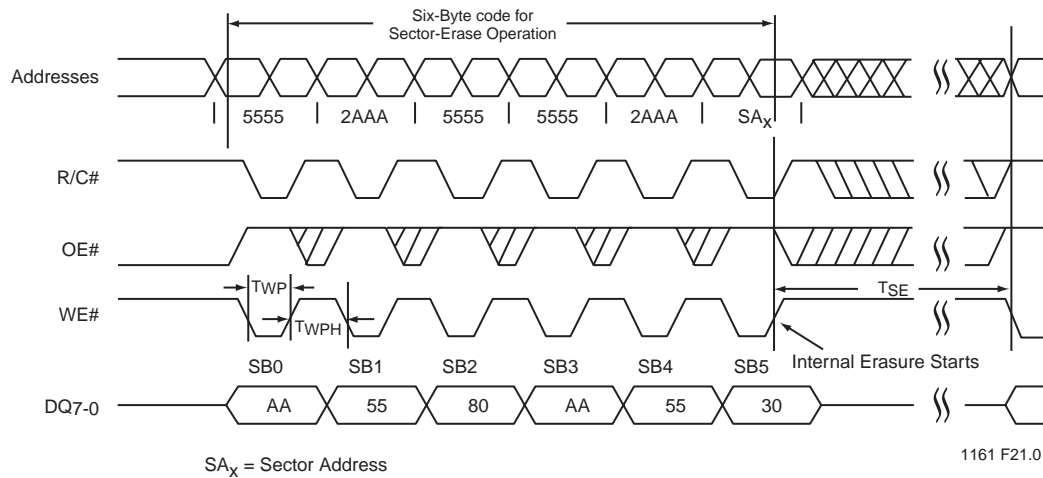 Six-Byte code for
Sector-Erase Operation
Addresses
5555 2AAA 5555 5555 2AAA SAX
R/C#
OE#
TWP
TSE
WE#
TWPH
Internal Erasure Starts
SB0 SB1 SB2 SB3 SB4 SB5
DQ7-0
AA 55 80 AA 55 30
SAX = Sector Address
1161 F21.0